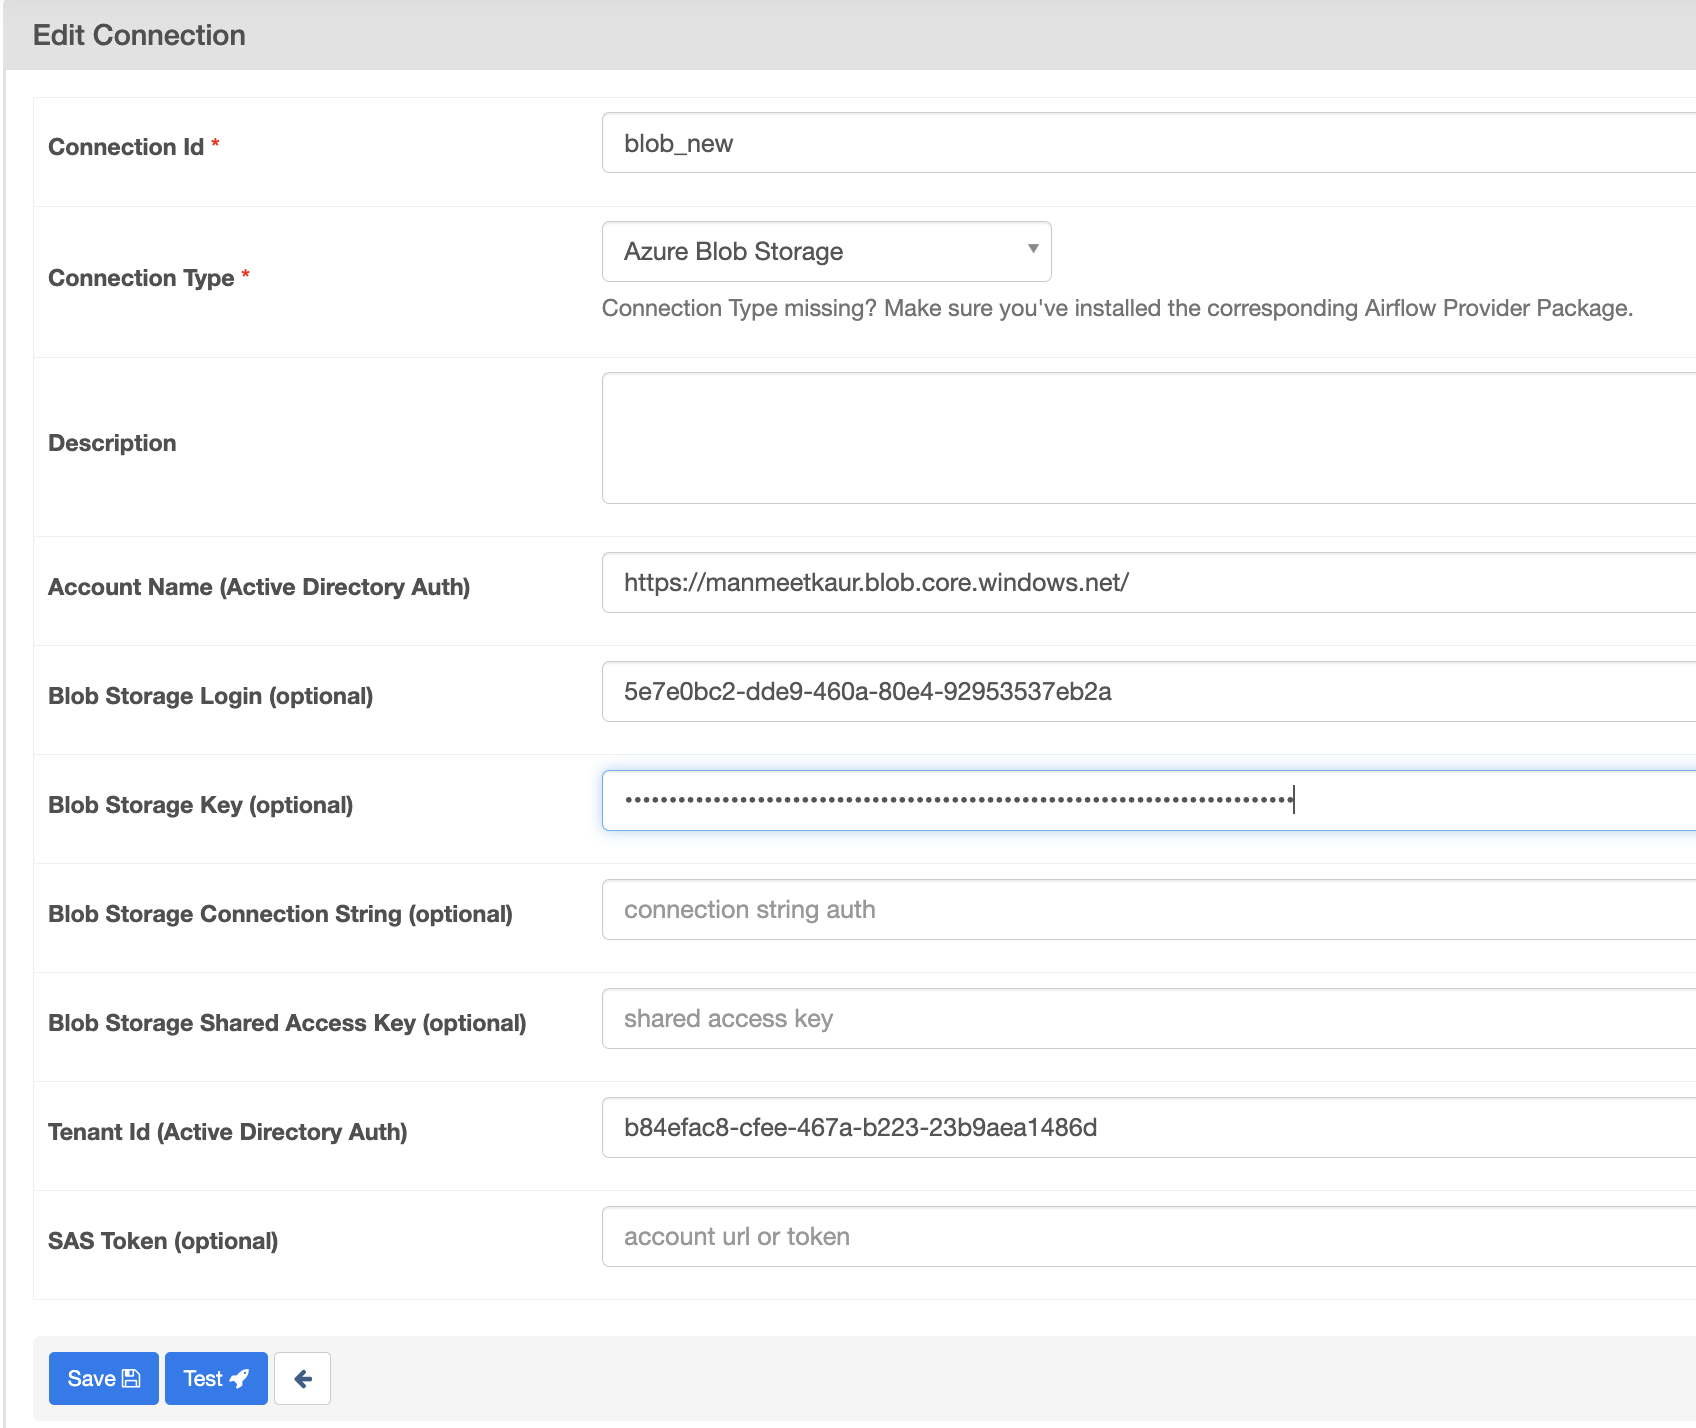 Edit Connection
Connection Id *
blob_new
Connection Type *
Azure Blob Storage
Connection Type missing? Make sure you've installed the corresponding Airflow Provider Package.
Description
Account Name (Active Directory Auth)
https://manmeetkaur.blob.core.windows.net/
Blob Storage Login (optional)
5e7e0bc2-dde9-460a-80e4-92953537eb2a
Blob Storage Key (optional)
Blob Storage Connection String (optional)
connection string auth
Blob Storage Shared Access Key (optional)
shared access key
Tenant Id (Active Directory Auth)
b84efac8-cfee-467a-b223-23b9aea1486d
SAS Token (optional)
account url or token
Save
Test